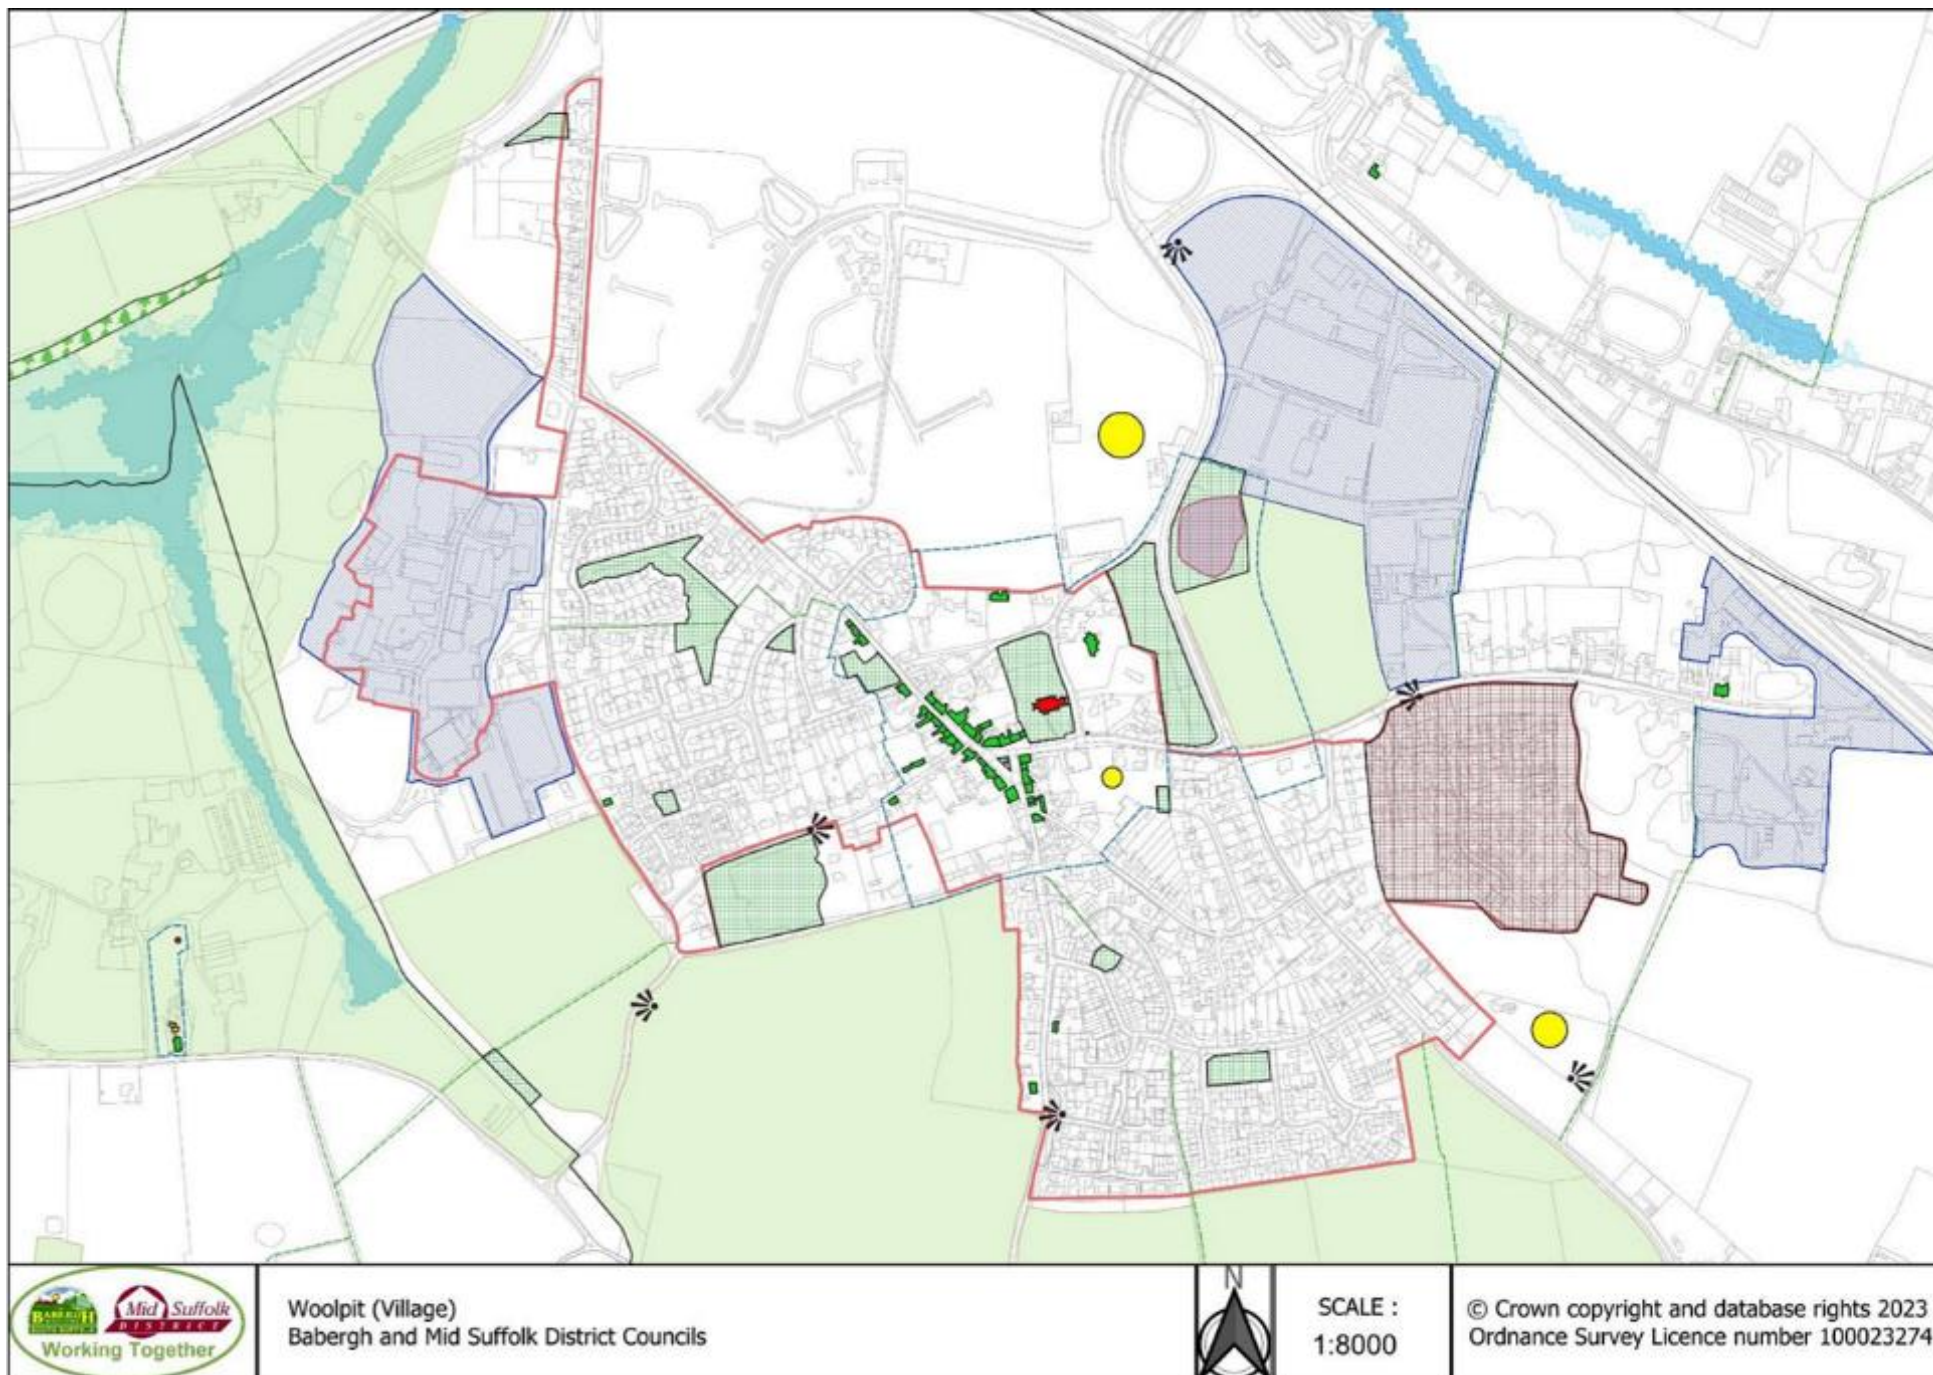 BABERGH
Mid Suffolk
DISTRICT
Working Together
Woolpit (Village)
Babergh and Mid Suffolk District Councils
N
SCALE :
1:8000
© Crown copyright and database rights 2023
Ordnance Survey Licence number 100023274